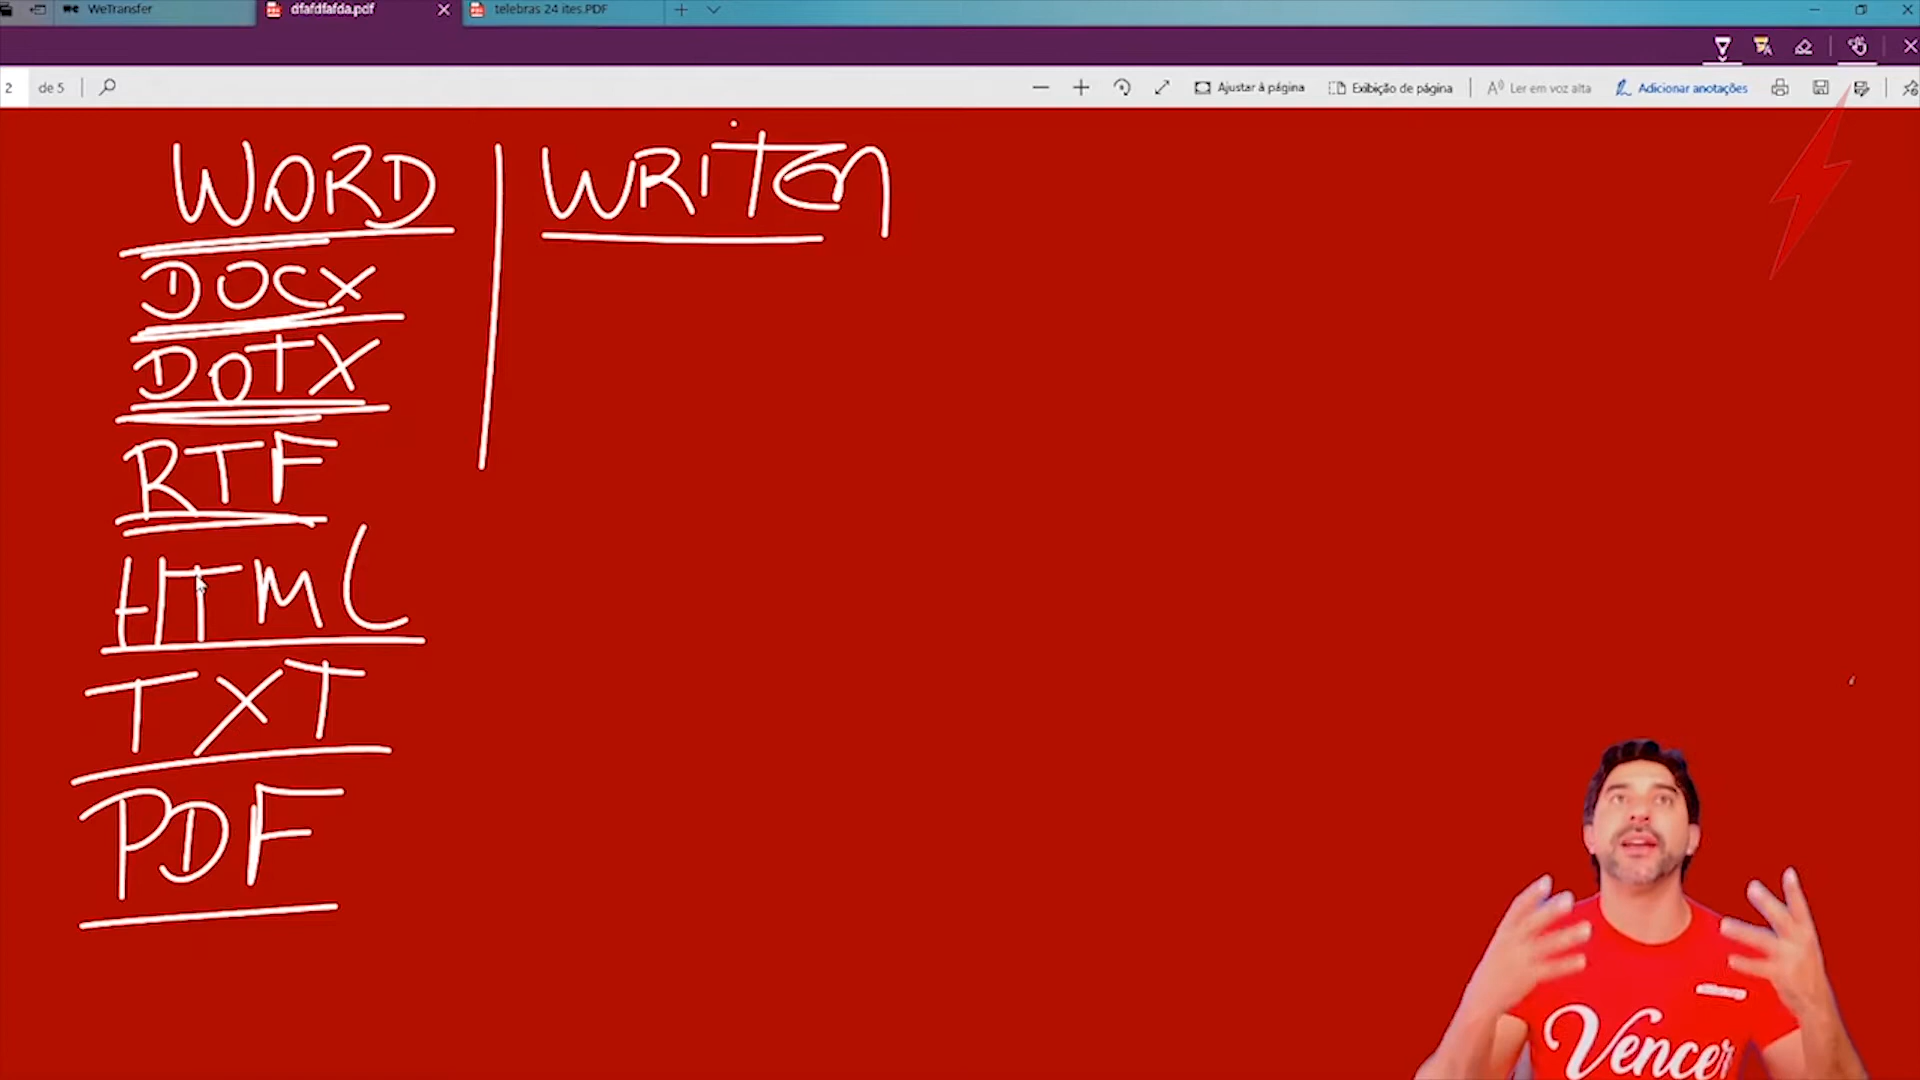 WeTransfer dfafdfafda.pdf telebras 24 ites.PDF
2 de 5 Ajustar à página Exibição de página Ler em voz alta Adicionar anotações
WORD WRITER
DOCX
DOTX
RTF
HTML
TXT
PDF
Vencer